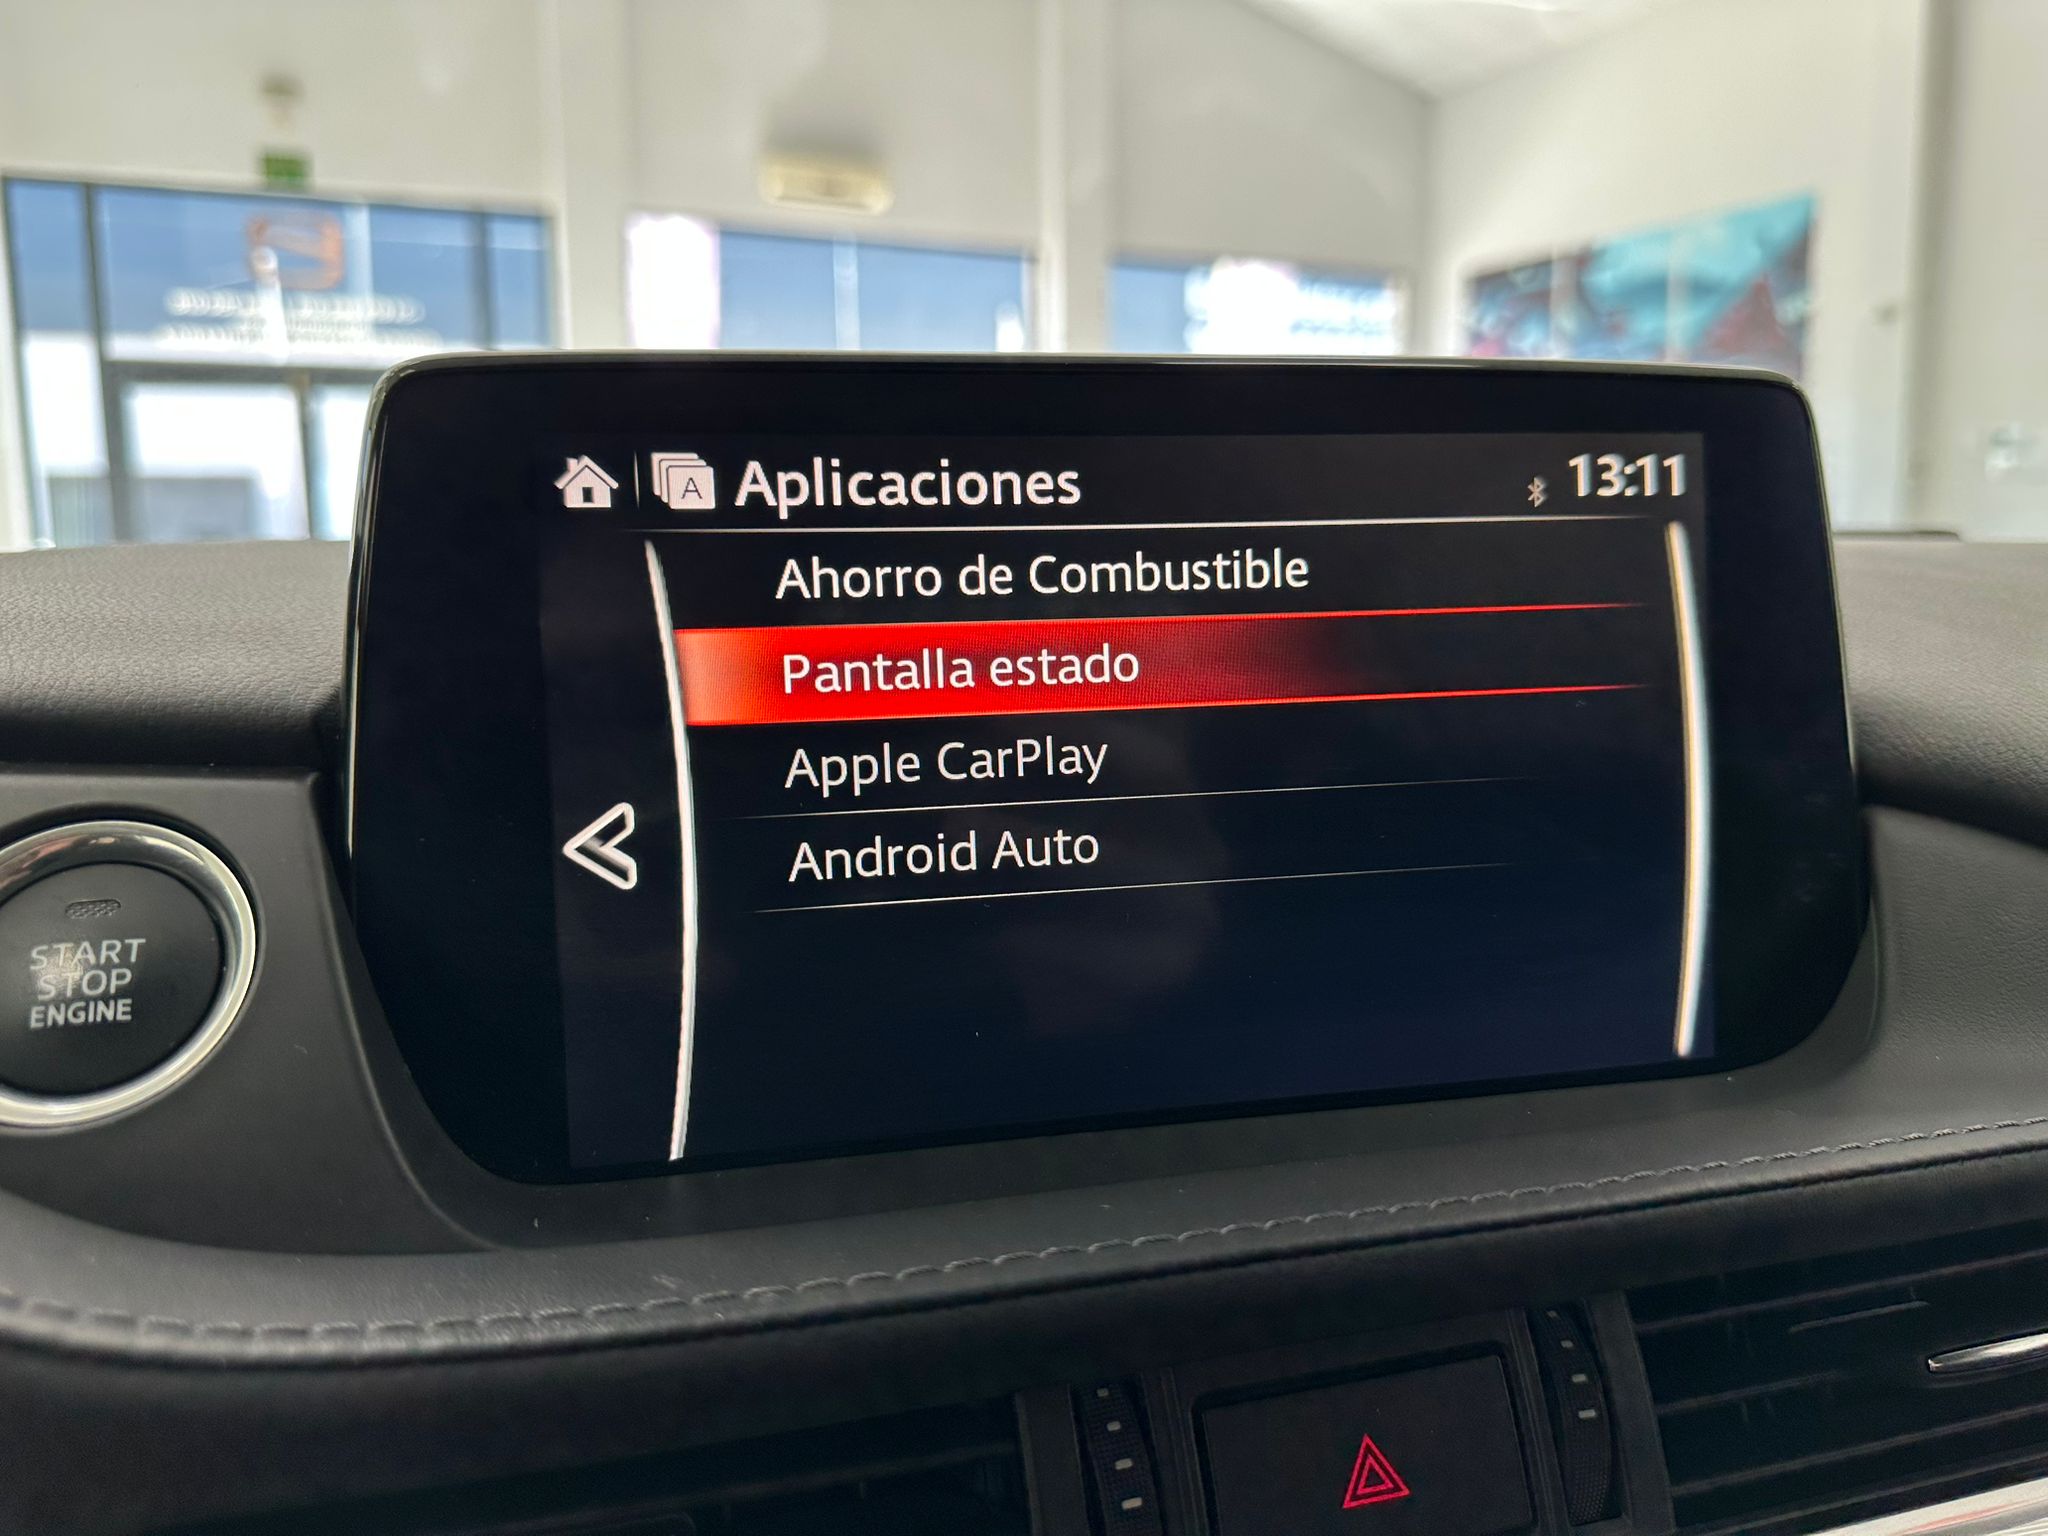 Aplicaciones
13:11
Ahorro de Combustible
Pantalla estado
Apple CarPlay
Android Auto
START
STOP
ENGINE